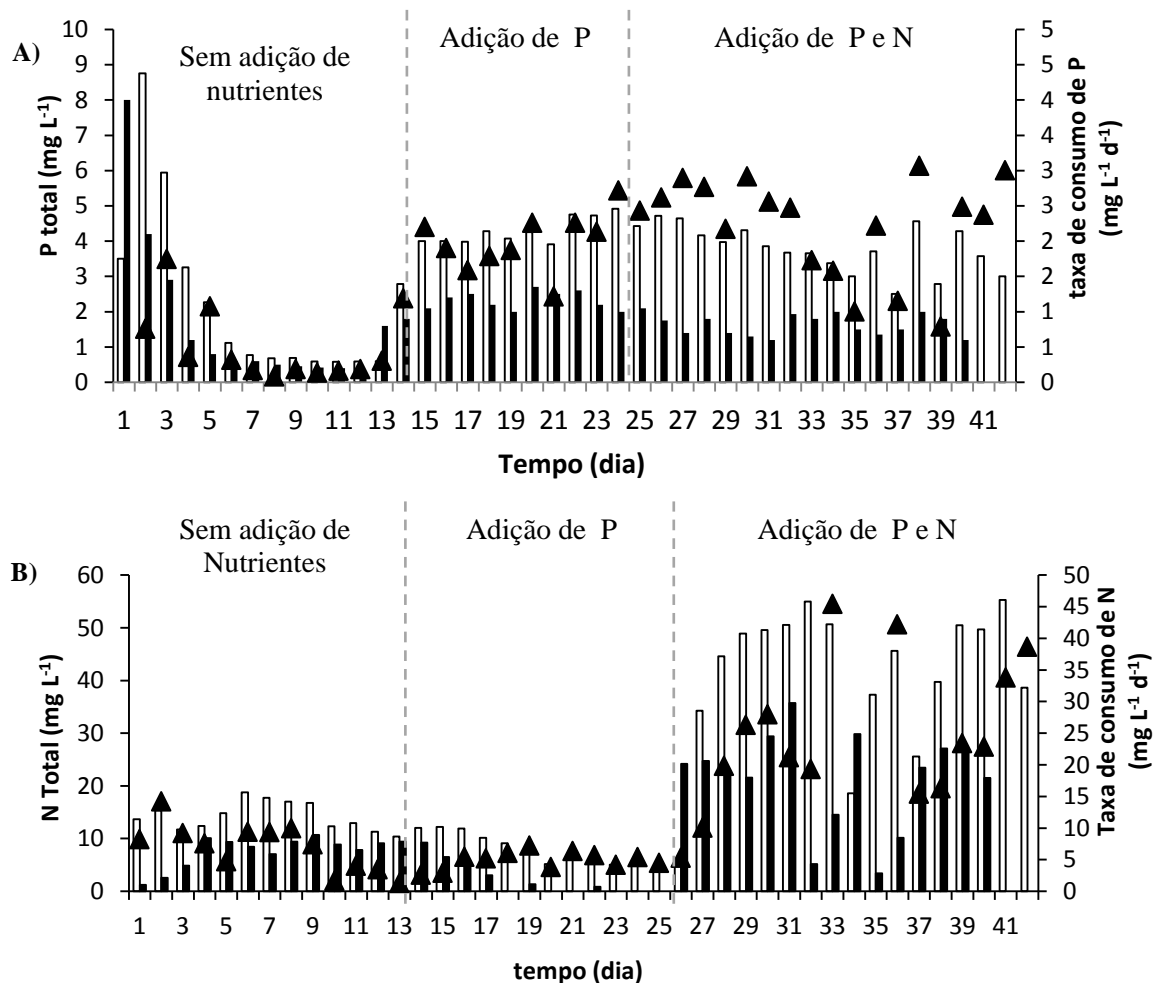 A)
Sem adição de
nutrientes
Adição de P
Adição de P e N
P total (mg L-1)
10
9
8
7
6
5
4
3
2
1
0
taxa de consumo de P
(mg L-1 d-1)
5
5
4
4
3
3
2
2
1
1
0
1 3 5 7 9 11 13 15 17 19 21 23 25 27 29 31 33 35 37 39 41
Tempo (dia)
B)
Sem adição de
Nutrientes
Adição de P
Adição de P e N
N Total (mg L-1)
60
50
40
30
20
10
0
Taxa de consumo de N
(mg L-1 d-1)
50
45
40
35
30
25
20
15
10
5
0
1 3 5 7 9 11 13 15 17 19 21 23 25 27 29 31 33 35 37 39 41
tempo (dia)